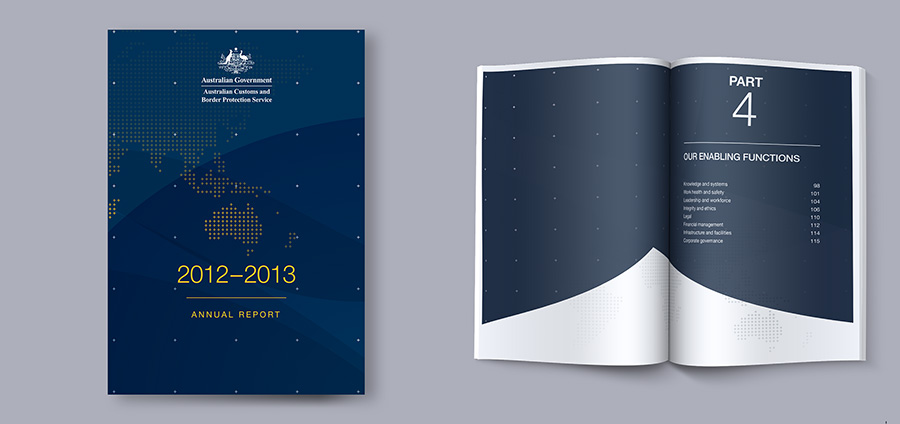 Australian Government
Australian Customs and
Border Protection Service
2012–2013
ANNUAL REPORT
PART
4
OUR ENABLING FUNCTIONS
Knowledge and systems 98
Work health and safety 101
Leadership and workforce 104
Integrity and ethics 106
Legal 110
Financial management 112
Infrastructure and facilities 114
Corporate governance 115